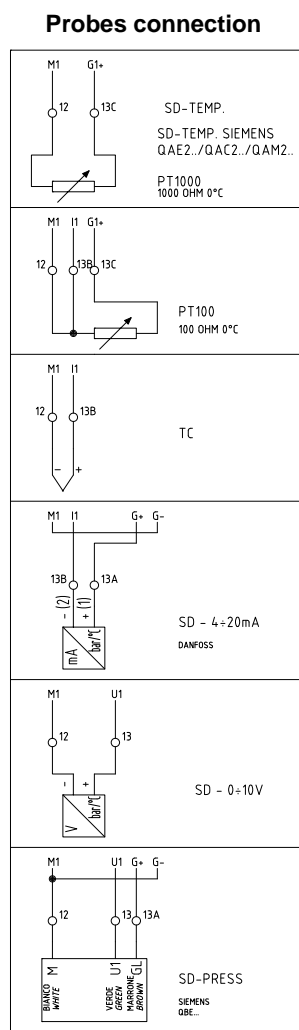 Probes connection
M1 G1+
12 13C
SD-TEMP.
SD-TEMP. SIEMENS
QAE2../QAC2../QAM2..
PT1000
1000 OHM 0°C
M1 I1 G1+
12 13B 13C
PT100
100 OHM 0°C
M1 I1
12 13B
TC
- +
M1 I1 G+ G-
13B 13A
- (2) + (1)
mA bar/°C
SD - 4÷20mA
DANFOSS
M1 U1
12 13
- +
V bar/°C
SD - 0÷10V
M1 U1 G+ G-
12 13 13A
M U1 GL
BIANCO VERDE MARRONE
WHITE GREEN BROWN
SD-PRESS
SIEMENS
QBE...